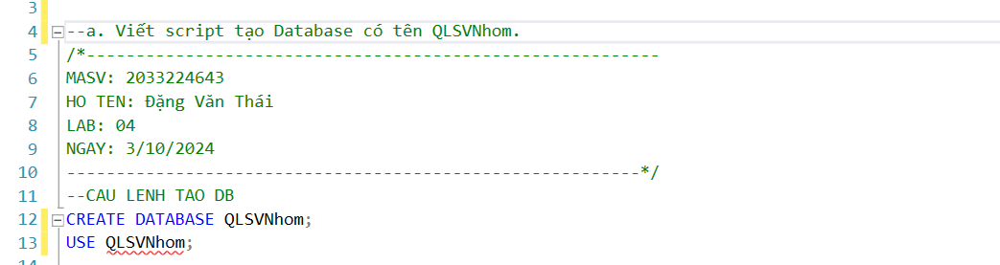 3
4 --a. Viết script tạo Database có tên QLSVNhom.
5 /*----------------------------------------------------------
6 MASV: 2033224643
7 HO TEN: Đặng Văn Thái
8 LAB: 04
9 NGAY: 3/10/2024
10 ----------------------------------------------------------*/
11 --CAU LENH TAO DB
12 CREATE DATABASE QLSVNhom;
13 USE QLSVNhom;